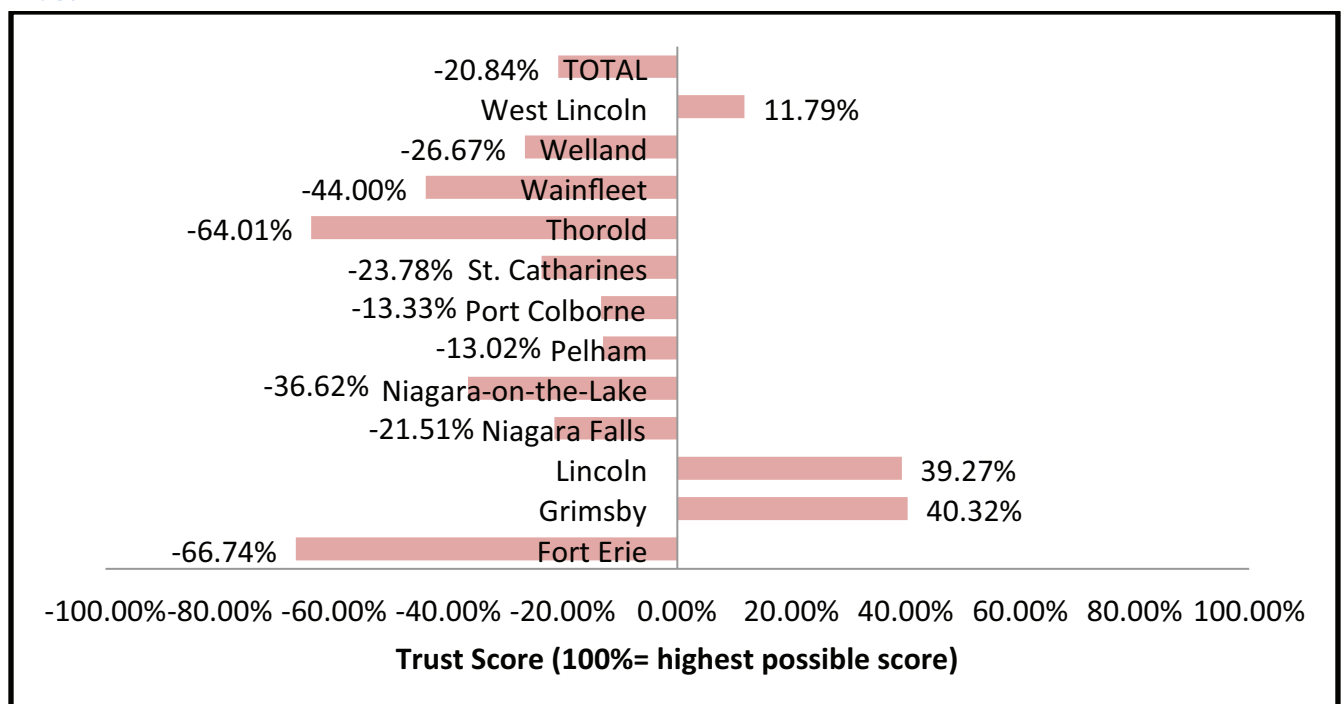 -20.84% TOTAL
West Lincoln 11.79%
-26.67% Welland
-44.00% Wainfleet
-64.01% Thorold
-23.78% St. Catharines
-13.33% Port Colborne
-13.02% Pelham
-36.62% Niagara-on-the-Lake
-21.51% Niagara Falls
Lincoln 39.27%
Grimsby 40.32%
-66.74% Fort Erie
-100.00% -80.00% -60.00% -40.00% -20.00% 0.00% 20.00% 40.00% 60.00% 80.00% 100.00%
Trust Score (100%= highest possible score)